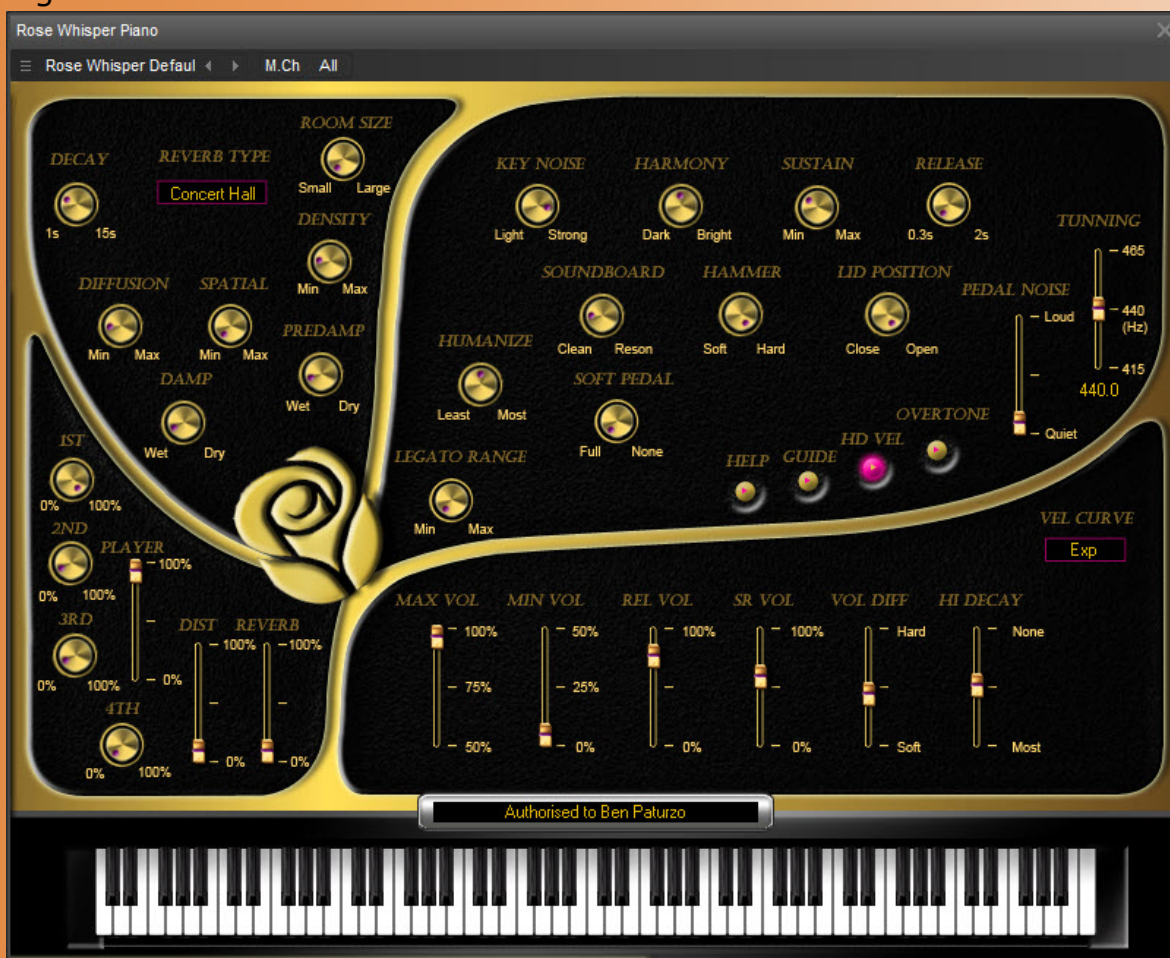 Rose Whisper Piano
Rose Whisper Defaul M.Ch All
ROOM SIZE
Small Large
DECAY
1s 15s
REVERB TYPE
Concert Hall
DENSITY
Min Max
DIFFUSION
Min Max
SPATIAL
Min Max
PREDAMP
Wet Dry
DAMP
Wet Dry
KEY NOISE
Light Strong
HARMONY
Dark Bright
SUSTAIN
Min Max
RELEASE
0.3s 2s
TUNNING
465
440
(Hz)
415
440.0
SOUNDBOARD
Clean Reson
HAMMER
Soft Hard
LID POSITION
Close Open
PEDAL NOISE
Loud
Quiet
HUMANIZE
Least Most
SOFT PEDAL
Full None
LEGATO RANGE
Min Max
HELP
GUIDE
HD VEL
OVERTONE
1ST
0% 100%
2ND
0% 100%
3RD
0% 100%
4TH
0% 100%
PLAYER
100%
0%
DIST
100%
0%
REVERB
100%
0%
VEL CURVE
Exp
MAX VOL
100%
75%
50%
MIN VOL
50%
25%
0%
REL VOL
100%
0%
SR VOL
100%
0%
VOL DIFF
Hard
Soft
HI DECAY
None
Most
Authorised to Ben Paturzo